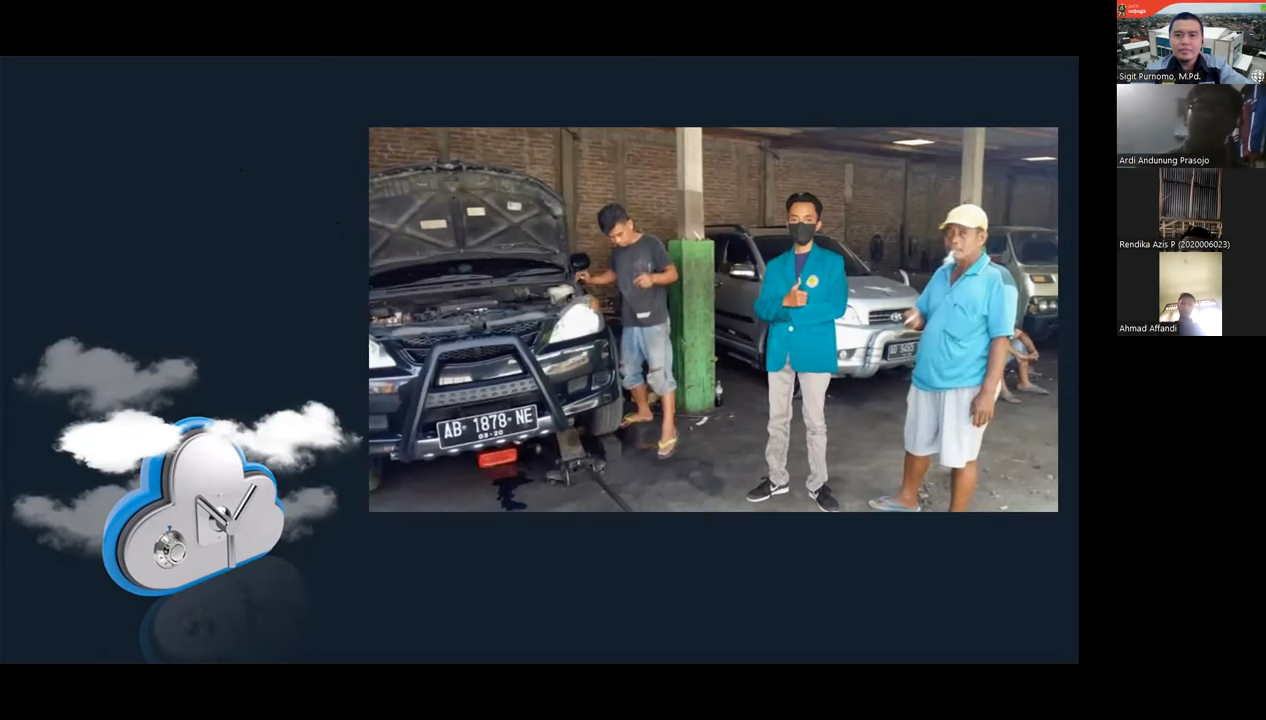 AB 1878 NE
03-20
Sigit Purnomo, M.Pd.
Ardi Andunung Prasojo
Rendika Azis P (2020006023)
Ahmad Affandi